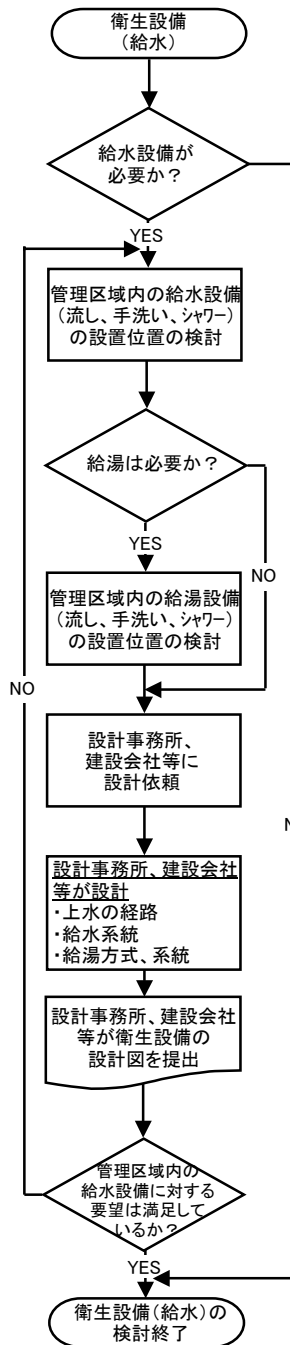 衛生設備
（給水）
給水設備が
必要か？
YES
管理区域内の給水設備
（流し、手洗い、シャワー）
の設置位置の検討
給湯は必要か？
YES
NO
管理区域内の給湯設備
（流し、手洗い、シャワー）
の設置位置の検討
NO
設計事務所、
建設会社等に
設計依頼
設計事務所、建設会社
等が設計
・上水の経路
・給水系統
・給湯方式、系統
設計事務所、建設会社
等が衛生設備の
設計図を提出
管理区域内の
給水設備に対する
要望は満足して
いるか？
YES
衛生設備（給水）の
検討終了